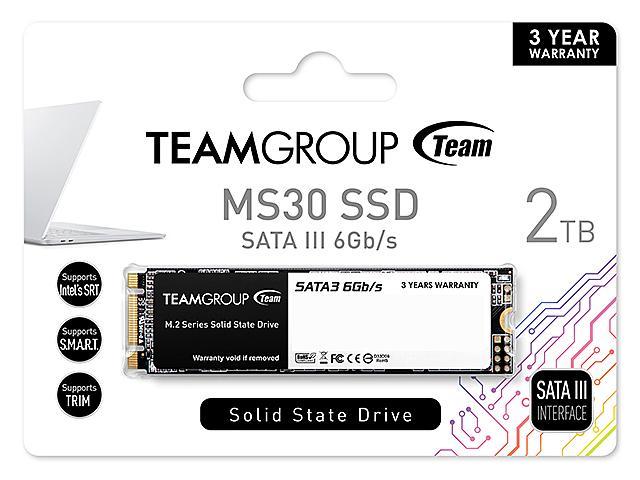 3 YEAR
WARRANTY
TEAMGROUP Team
MS30 SSD
SATA III 6Gb/s
2TB
Supports
Intel's SRT
Supports
S.M.A.R.T.
Supports
TRIM
TEAMGROUP Team
M.2 Series Solid State Drive
Warranty void if removed
SATA3 6Gb/s
3 YEARS WARRANTY
RoHS
FC CE
Solid State Drive
SATA III
INTERFACE